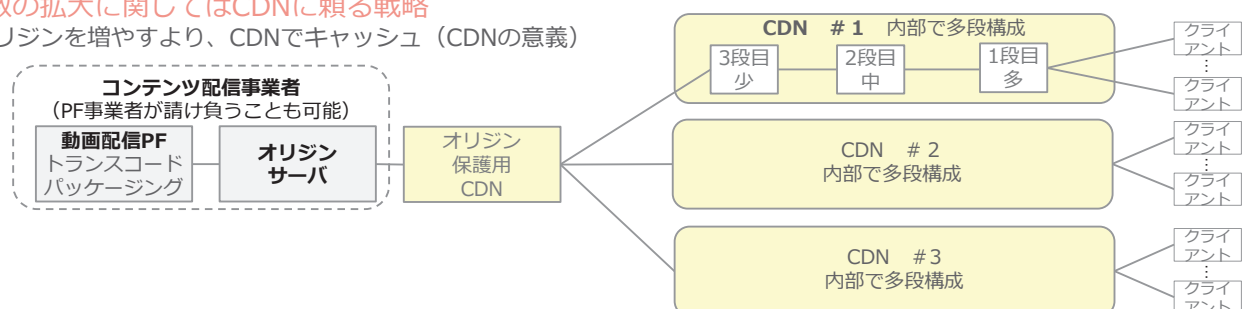 数の拡大に関してはCDNに頼る戦略
リジンを増やすより、CDNでキャッシュ（CDNの意義）
コンテンツ配信事業者
（PF事業者が請け負うことも可能）
動画配信PF
トランスコード
パッケージング
オリジン
サーバ
オリジン
保護用
CDN
CDN ＃1 内部で多段構成
3段目
少
2段目
中
1段目
多
CDN ＃2
内部で多段構成
CDN ＃3
内部で多段構成
クライ
アント
⋮
クライ
アント
クライ
アント
⋮
クライ
アント
クライ
アント
⋮
クライ
アント